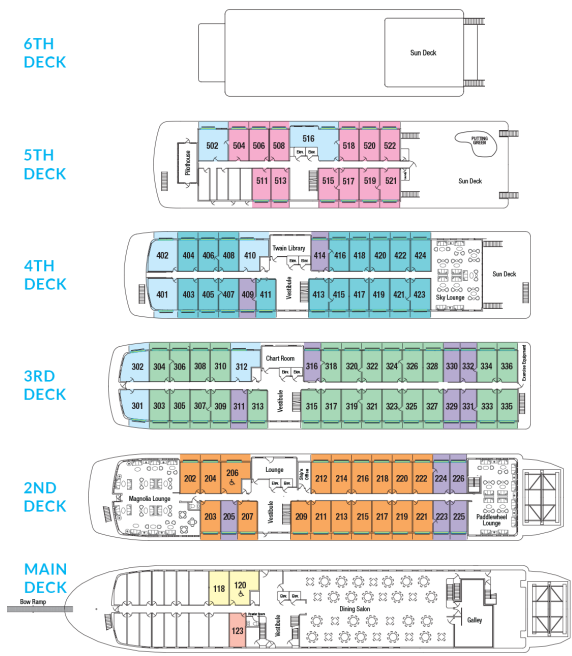 6TH
DECK
Sun Deck
5TH
DECK
Pilothouse
502 504 506 508 516 518 520 522
Elev. Elev.
PUTTING
GREEN
511 513 515 517 519 521
Sun Deck
4TH
DECK
402 404 406 408 410 Twain Library 414 416 418 420 422 424
Elev. Elev.
Sun Deck
401 403 405 407 409 411 Vestibule 413 415 417 419 421 423 Sky Lounge
3RD
DECK
302 304 306 308 310 312 Chart Room 316 318 320 322 324 326 328 330 332 334 336
Elev. Elev.
Exercise Equipment
301 303 305 307 309 311 313 Vestibule 315 317 319 321 323 325 327 329 331 333 335
2ND
DECK
202 204 206 Lounge 212 214 216 218 220 222 224 226
Elev. Elev.
Magnolia Lounge
203 205 207 Vestibule 209 211 213 215 217 219 221 223 225 Paddlewheel
Lounge
MAIN
DECK
Bow Ramp
118 120
Elev. Elev.
Dining Salon
123 Vestibule Galley